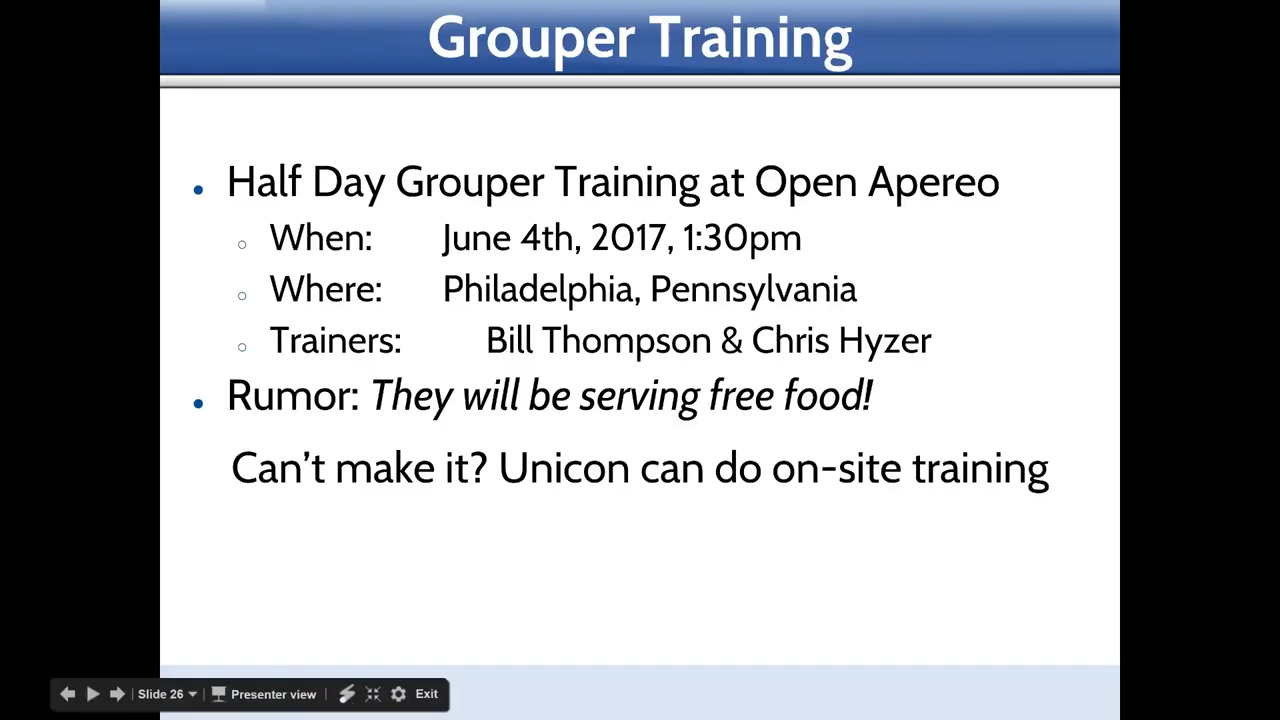 Grouper Training
Half Day Grouper Training at Open Apereo
When: June 4th, 2017, 1:30pm
Where: Philadelphia, Pennsylvania
Trainers: Bill Thompson & Chris Hyzer
Rumor: They will be serving free food!
Can't make it? Unicon can do on-site training
Slide 26 Presenter view Exit